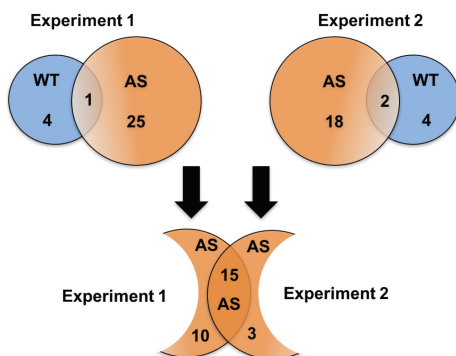 Experiment 1
Experiment 2
WT
4
1
AS
25
AS
18
2
WT
4
AS
AS
15
AS
Experiment 1
Experiment 2
10
3